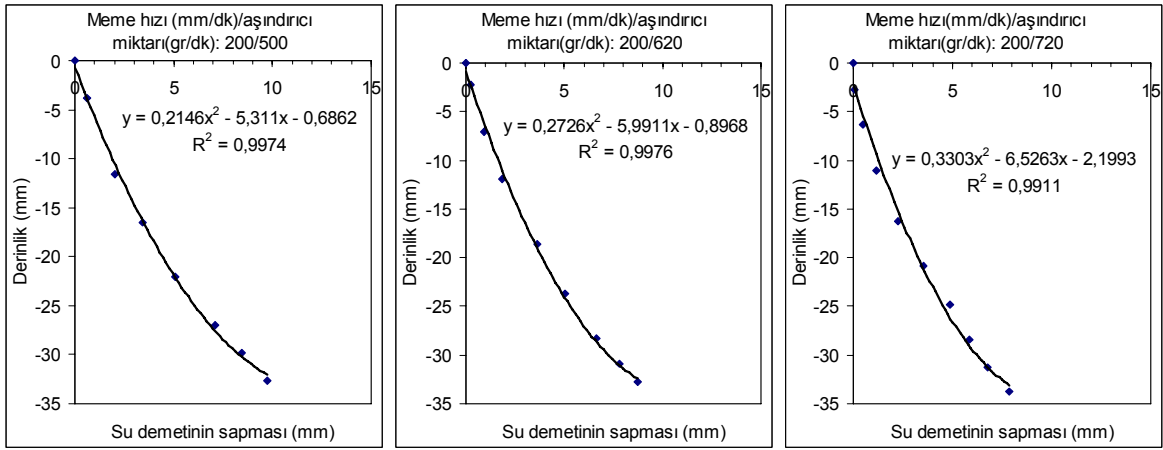 Meme hızı (mm/dk)/aşındırıcı
miktarı(gr/dk): 200/500
0
-5
-10
-15
-20
-25
-30
-35
0 5 10 15
y = 0,2146x² - 5,311x - 0,6862
R² = 0,9974
Derinlik (mm)
Su demetinin sapması (mm)
Meme hızı(mm/dk)/aşındırıcı
miktarı(gr/dk): 200/620
0
-5
-10
-15
-20
-25
-30
-35
0 5 10 15
y = 0,2726x² - 5,9911x - 0,8968
R² = 0,9976
Derinlik (mm)
Su demetinin sapması (mm)
Meme hızı(mm/dk)/aşındırıcı
miktarı(gr/dk): 200/720
0
-5
-10
-15
-20
-25
-30
-35
0 5 10 15
y = 0,3303x² - 6,5263x - 2,1993
R² = 0,9911
Derinlik (mm)
Su demetinin sapması (mm)